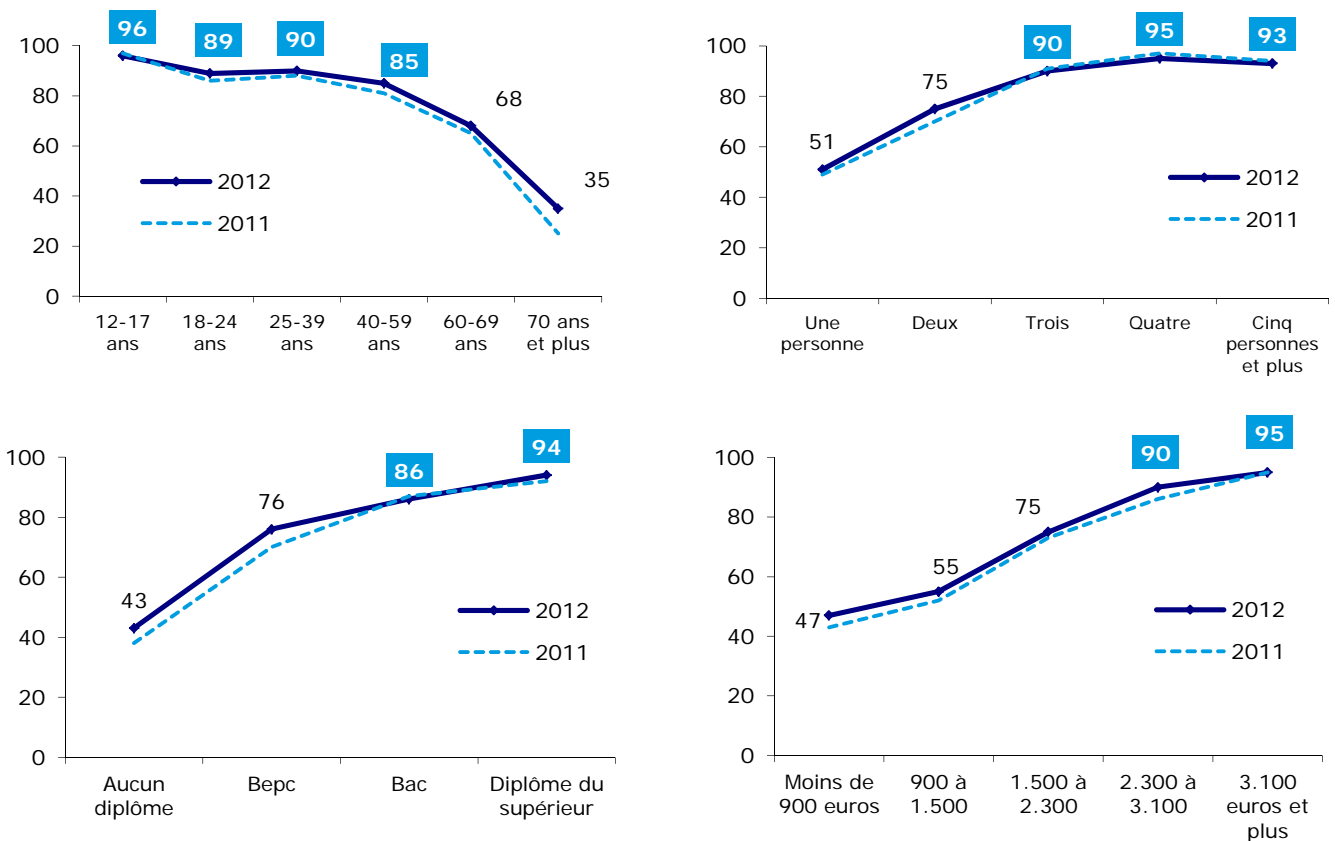 96
89
90
85
68
35
100
80
60
40
20
0
2012
2011
12-17
ans
18-24
ans
25-39
ans
40-59
ans
60-69
ans
70 ans
et plus
51
75
90
95
93
100
80
60
40
20
0
2012
2011
Une
personne
Deux
Trois
Quatre
Cinq
personnes
et plus
43
76
86
94
100
80
60
40
20
0
2012
2011
Aucun
diplôme
Bepc
Bac
Diplôme du
supérieur
47
55
75
90
95
100
80
60
40
20
0
2012
2011
Moins de
900 euros
900 à
1.500
1.500 à
2.300
2.300 à
3.100
3.100
euros et
plus